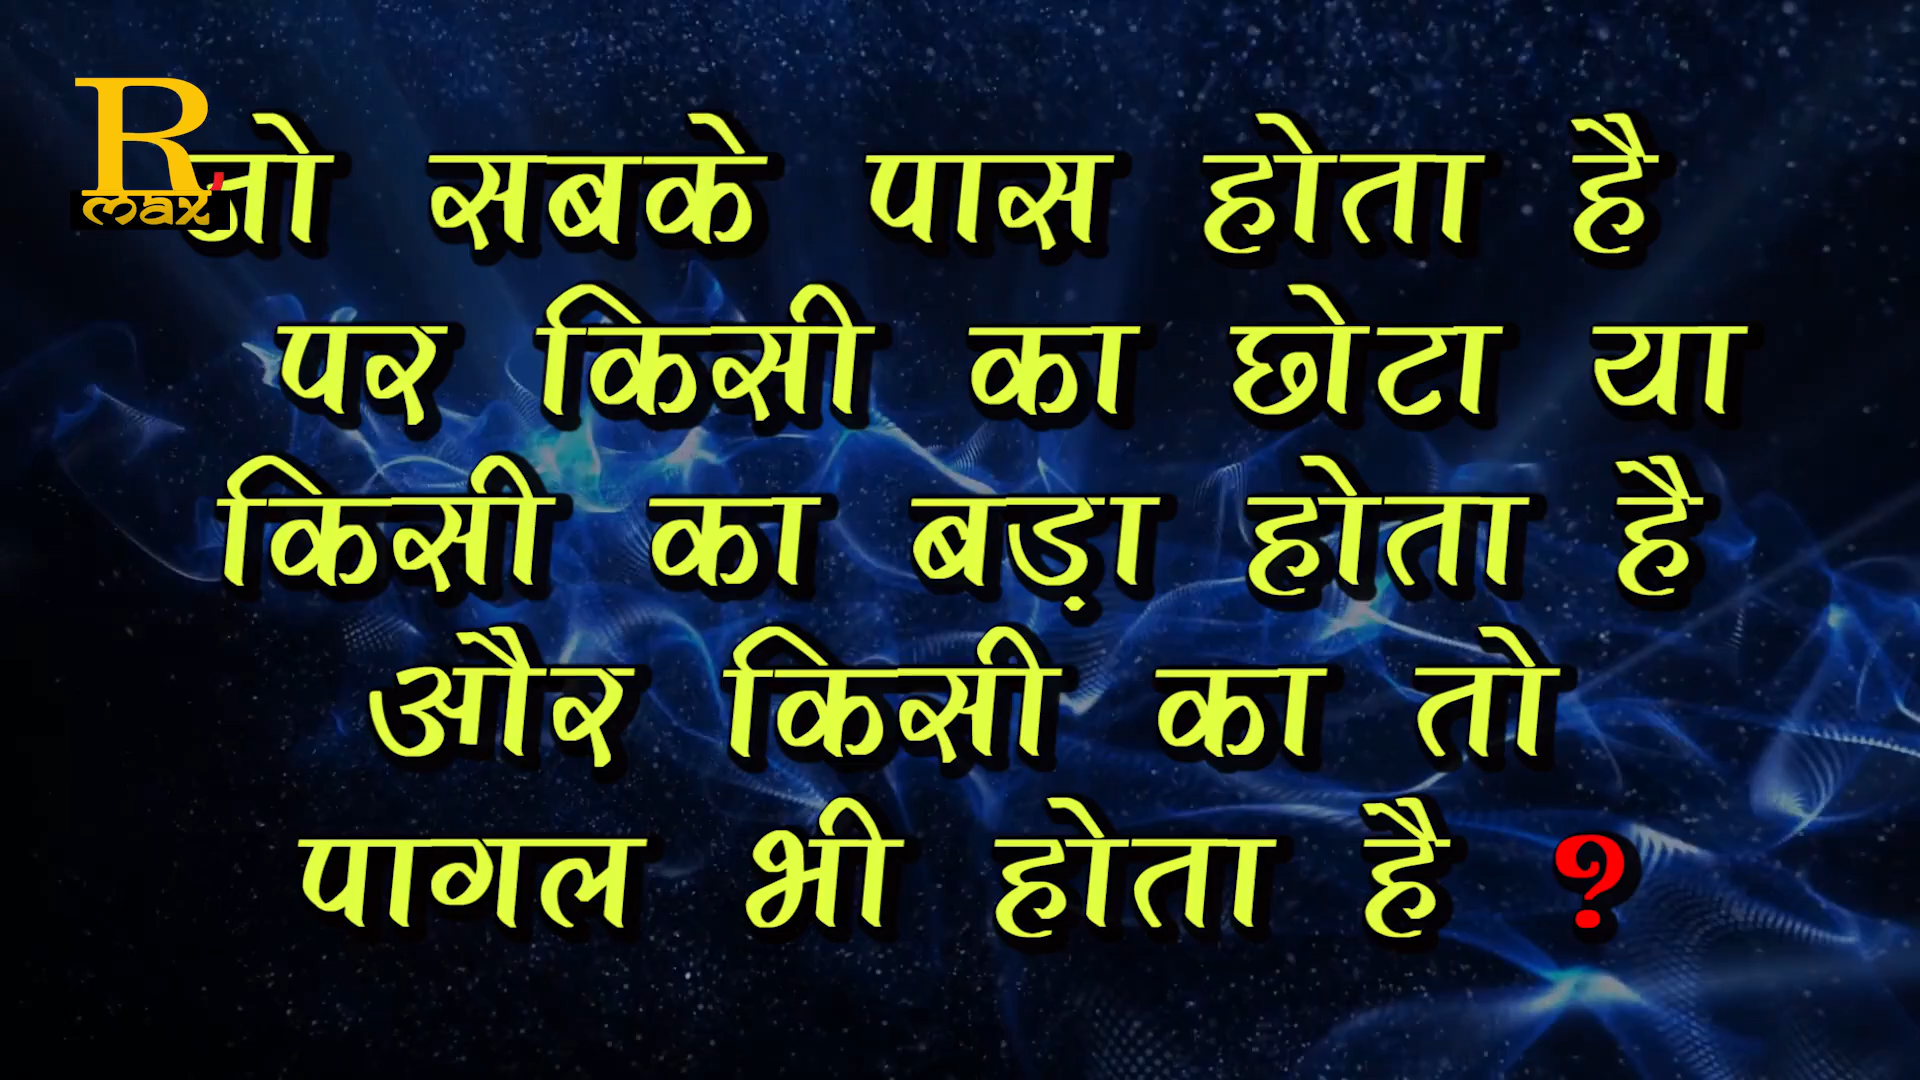 R
max
जो सबके पास होता है
पर किसी का छोटा या
किसी का बड़ा होता है
और किसी का तो
पागल भी होता है ?